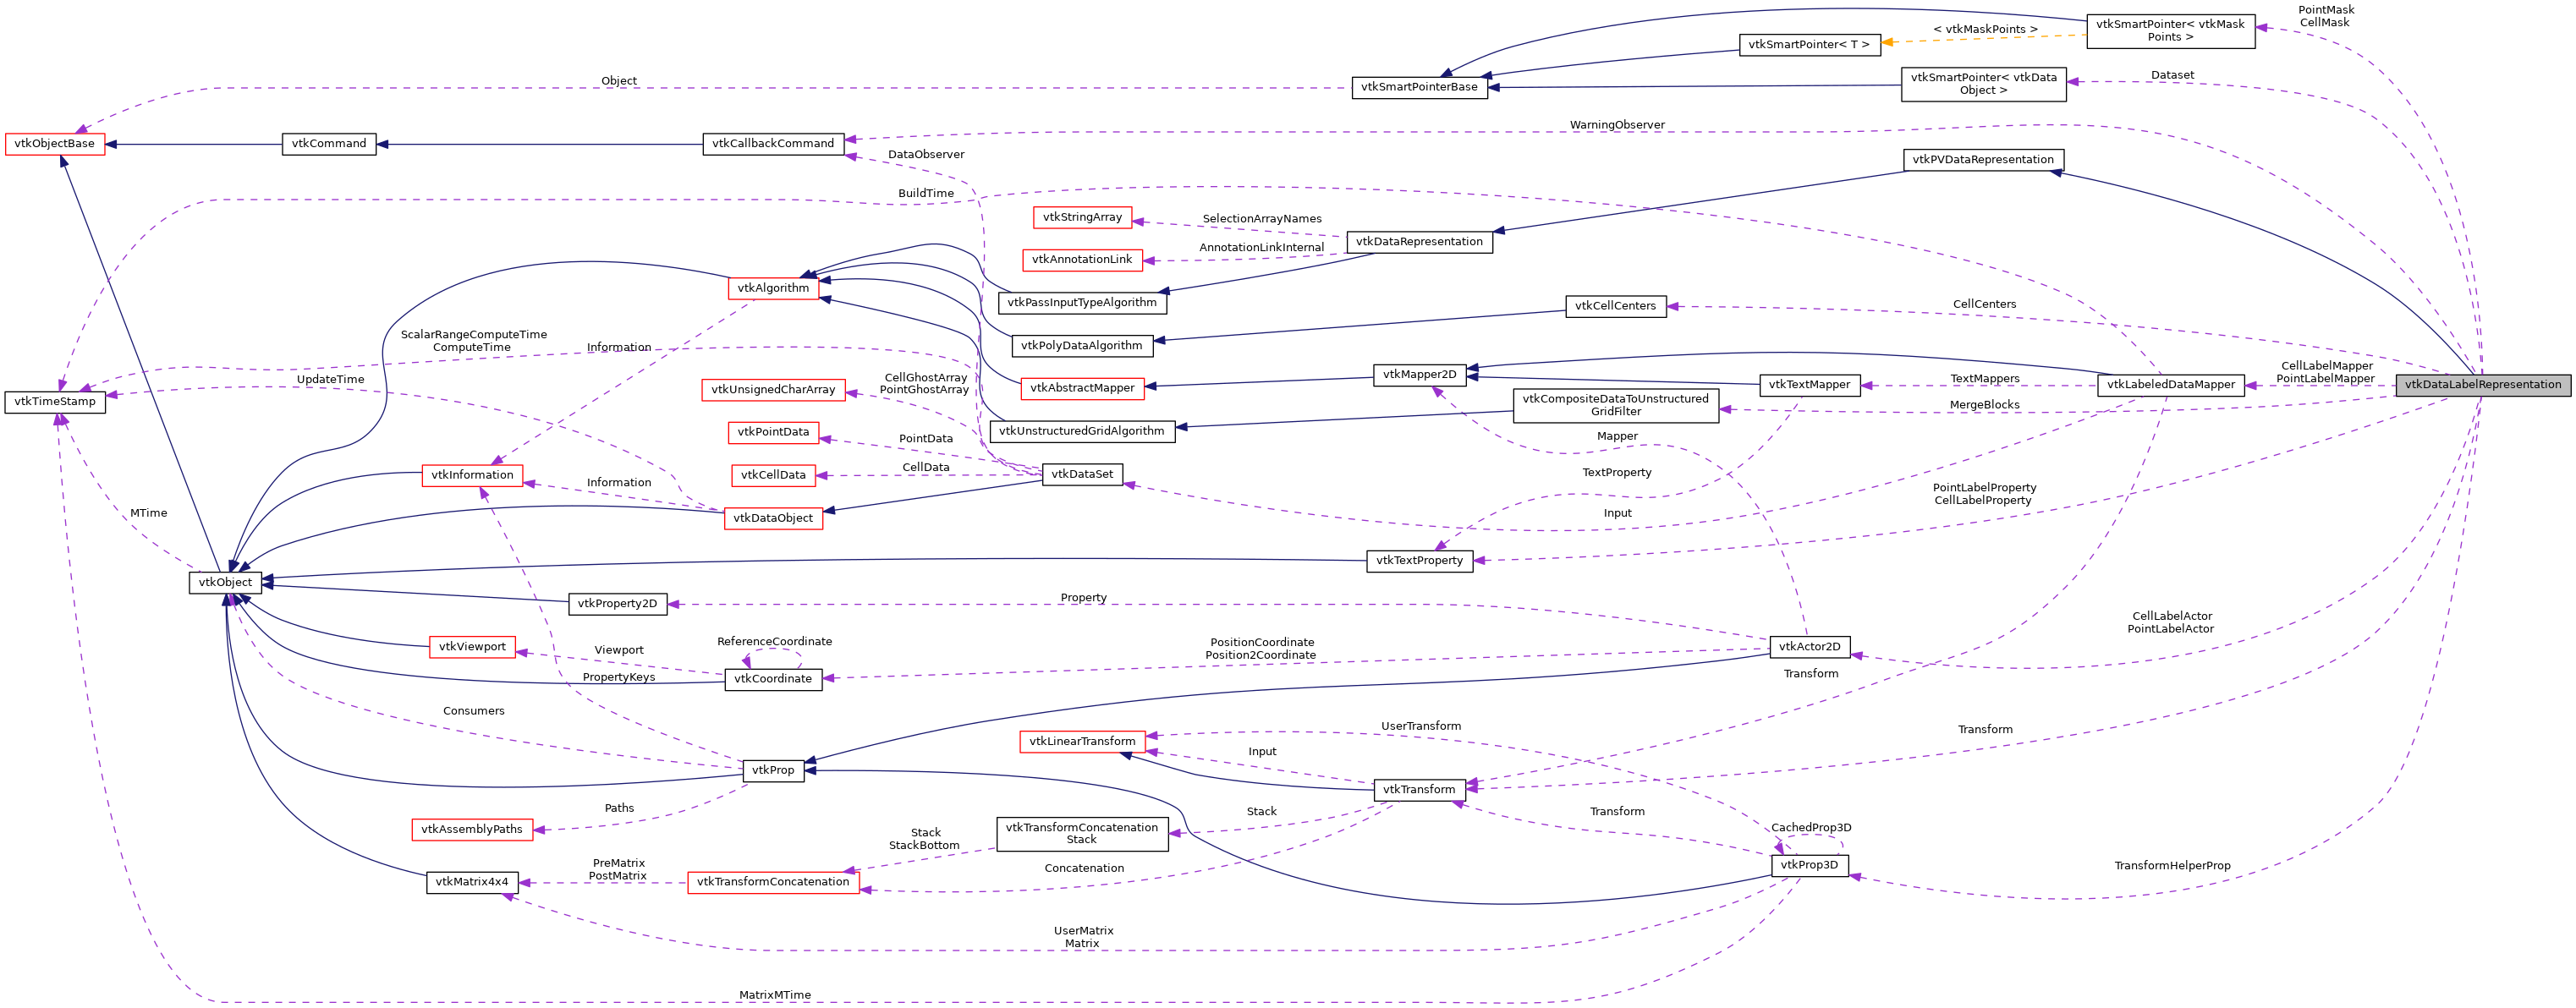 PointMask
CellMask
vtkSmartPointer< vtkMask
Points >
< vtkMaskPoints >
vtkSmartPointer< T >
Dataset
vtkSmartPointer< vtkData
Object >
Object
vtkSmartPointerBase
WarningObserver
vtkObjectBase
vtkCommand
vtkCallbackCommand
DataObserver
vtkPVDataRepresentation
BuildTime
vtkStringArray
SelectionArrayNames
vtkDataRepresentation
AnnotationLinkInternal
vtkAnnotationLink
vtkAlgorithm
vtkPassInputTypeAlgorithm
vtkCellCenters
CellCenters
ScalarRangeComputeTime
ComputeTime
Information
vtkPolyDataAlgorithm
UpdateTime
vtkUnsignedCharArray
CellGhostArray
PointGhostArray
vtkAbstractMapper
vtkMapper2D
vtkTextMapper
TextMappers
vtkLabeledDataMapper
CellLabelMapper
PointLabelMapper
vtkDataLabelRepresentation
vtkTimeStamp
vtkCompositeDataToUnstructured
GridFilter
MergeBlocks
vtkPointData
PointData
vtkUnstructuredGridAlgorithm
Mapper
vtkInformation
Information
vtkCellData
CellData
vtkDataSet
TextProperty
PointLabelProperty
CellLabelProperty
MTime
vtkDataObject
Input
vtkTextProperty
vtkObject
vtkProperty2D
Property
CellLabelActor
PointLabelActor
vtkViewport
Viewport
ReferenceCoordinate
PositionCoordinate
Position2Coordinate
vtkActor2D
PropertyKeys
vtkCoordinate
Transform
Consumers
UserTransform
Transform
vtkLinearTransform
Input
vtkProp
vtkTransform
Paths
Stack
Transform
vtkAssemblyPaths
Stack
StackBottom
vtkTransformConcatenation
Stack
CachedProp3D
PreMatrix
PostMatrix
Concatenation
vtkProp3D
TransformHelperProp
vtkMatrix4x4
vtkTransformConcatenation
UserMatrix
Matrix
MatrixMTime